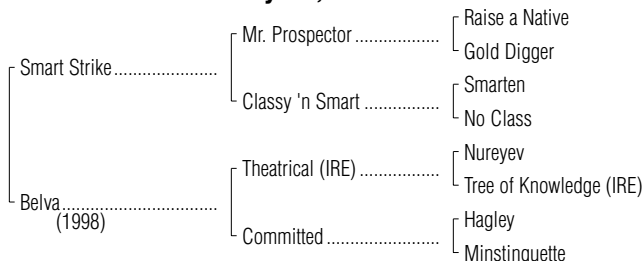 Raise a Native
Mr. Prospector ....................
Gold Digger
Smart Strike .........................
Smarten
Classy 'n Smart ..................
No Class
Nureyev
Theatrical (IRE) ...................
Tree of Knowledge (IRE)
Belva .....................................
(1998)
Hagley
Committed ...........................
Minstinguette